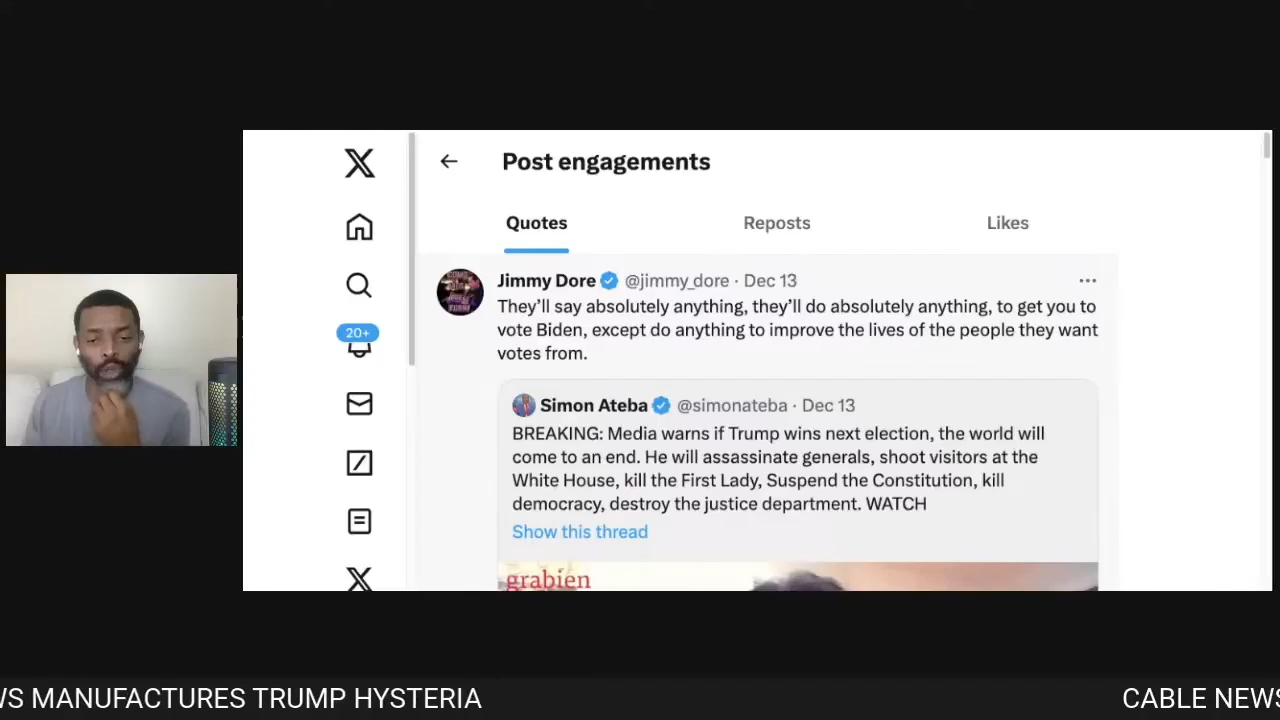 Post engagements
Quotes
Reposts
Likes
20+
Jimmy Dore @jimmy_dore · Dec 13
They'll say absolutely anything, they'll do absolutely anything, to get you to
vote Biden, except do anything to improve the lives of the people they want
votes from.
Simon Ateba @simonateba · Dec 13
BREAKING: Media warns if Trump wins next election, the world will
come to an end. He will assassinate generals, shoot visitors at the
White House, kill the First Lady, Suspend the Constitution, kill
democracy, destroy the justice department. WATCH
Show this thread
grabien
WS MANUFACTURES TRUMP HYSTERIA
CABLE NEWS